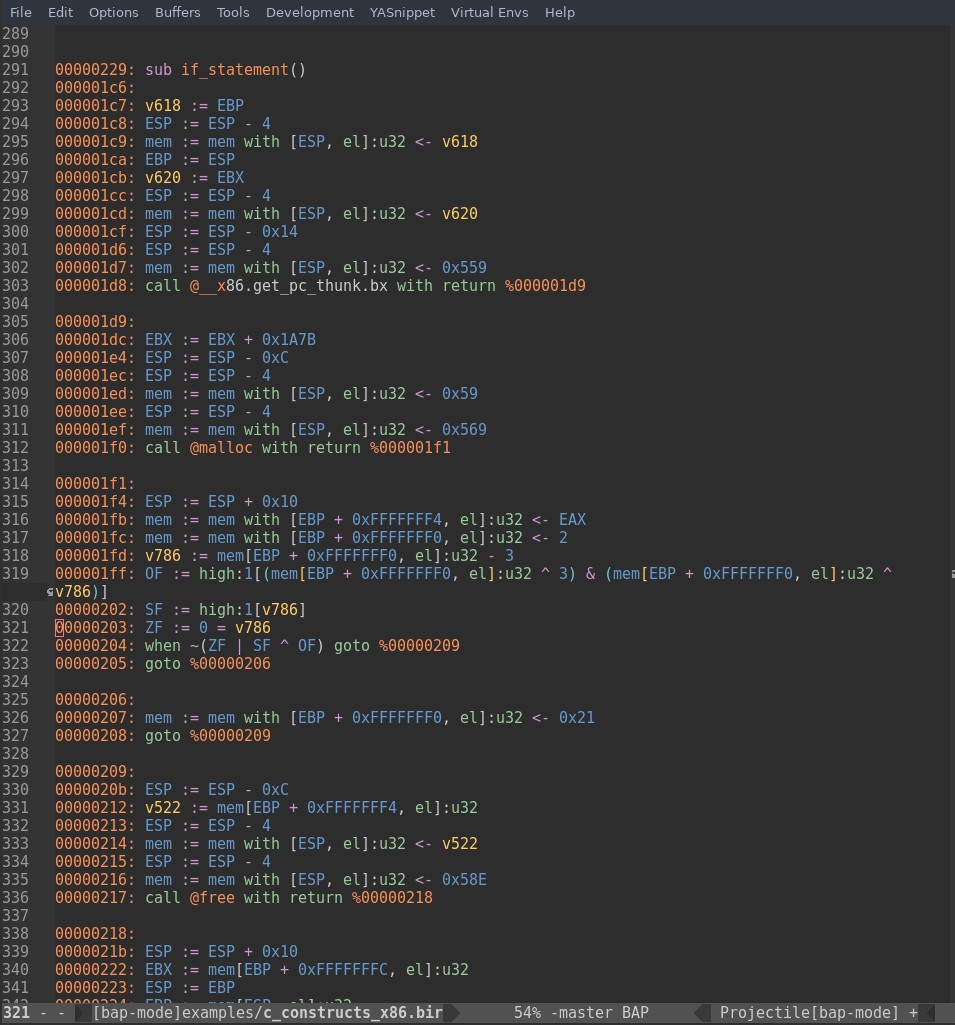 File Edit Options Buffers Tools Development YASnippet Virtual Envs Help
289
290
291 00000229: sub if_statement()
292 000001c6:
293 000001c7: v618 := EBP
294 000001c8: ESP := ESP - 4
295 000001c9: mem := mem with [ESP, el]:u32 <- v618
296 000001ca: EBP := ESP
297 000001cb: v620 := EBX
298 000001cc: ESP := ESP - 4
299 000001cd: mem := mem with [ESP, el]:u32 <- v620
300 000001cf: ESP := ESP - 0x14
301 000001d6: ESP := ESP - 4
302 000001d7: mem := mem with [ESP, el]:u32 <- 0x559
303 000001d8: call @__x86.get_pc_thunk.bx with return %000001d9
304
305 000001d9:
306 000001dc: EBX := EBX + 0x1A7B
307 000001e4: ESP := ESP - 0xC
308 000001ec: ESP := ESP - 4
309 000001ed: mem := mem with [ESP, el]:u32 <- 0x59
310 000001ee: ESP := ESP - 4
311 000001ef: mem := mem with [ESP, el]:u32 <- 0x569
312 000001f0: call @malloc with return %000001f1
313
314 000001f1:
315 000001f4: ESP := ESP + 0x10
316 000001fb: mem := mem with [EBP + 0xFFFFFFF4, el]:u32 <- EAX
317 000001fc: mem := mem with [EBP + 0xFFFFFFF0, el]:u32 <- 2
318 000001fd: v786 := mem[EBP + 0xFFFFFFF0, el]:u32 - 3
319 000001ff: OF := high:1[(mem[EBP + 0xFFFFFFF0, el]:u32 ^ 3) & (mem[EBP + 0xFFFFFFF0, el]:u32 ^
v786)]
320 00000202: SF := high:1[v786]
321 00000203: ZF := 0 = v786
322 00000204: when ~(ZF | SF ^ OF) goto %00000209
323 00000205: goto %00000206
324
325 00000206:
326 00000207: mem := mem with [EBP + 0xFFFFFFF0, el]:u32 <- 0x21
327 00000208: goto %00000209
328
329 00000209:
330 0000020b: ESP := ESP - 0xC
331 00000212: v522 := mem[EBP + 0xFFFFFFF4, el]:u32
332 00000213: ESP := ESP - 4
333 00000214: mem := mem with [ESP, el]:u32 <- v522
334 00000215: ESP := ESP - 4
335 00000216: mem := mem with [ESP, el]:u32 <- 0x58E
336 00000217: call @free with return %00000218
337
338 00000218:
339 0000021b: ESP := ESP + 0x10
340 00000222: EBX := mem[EBP + 0xFFFFFFFC, el]:u32
341 00000223: ESP := EBP
321 - - [bap-mode]examples/c_constructs_x86.bir 54% -master BAP Projectile[bap-mode] +